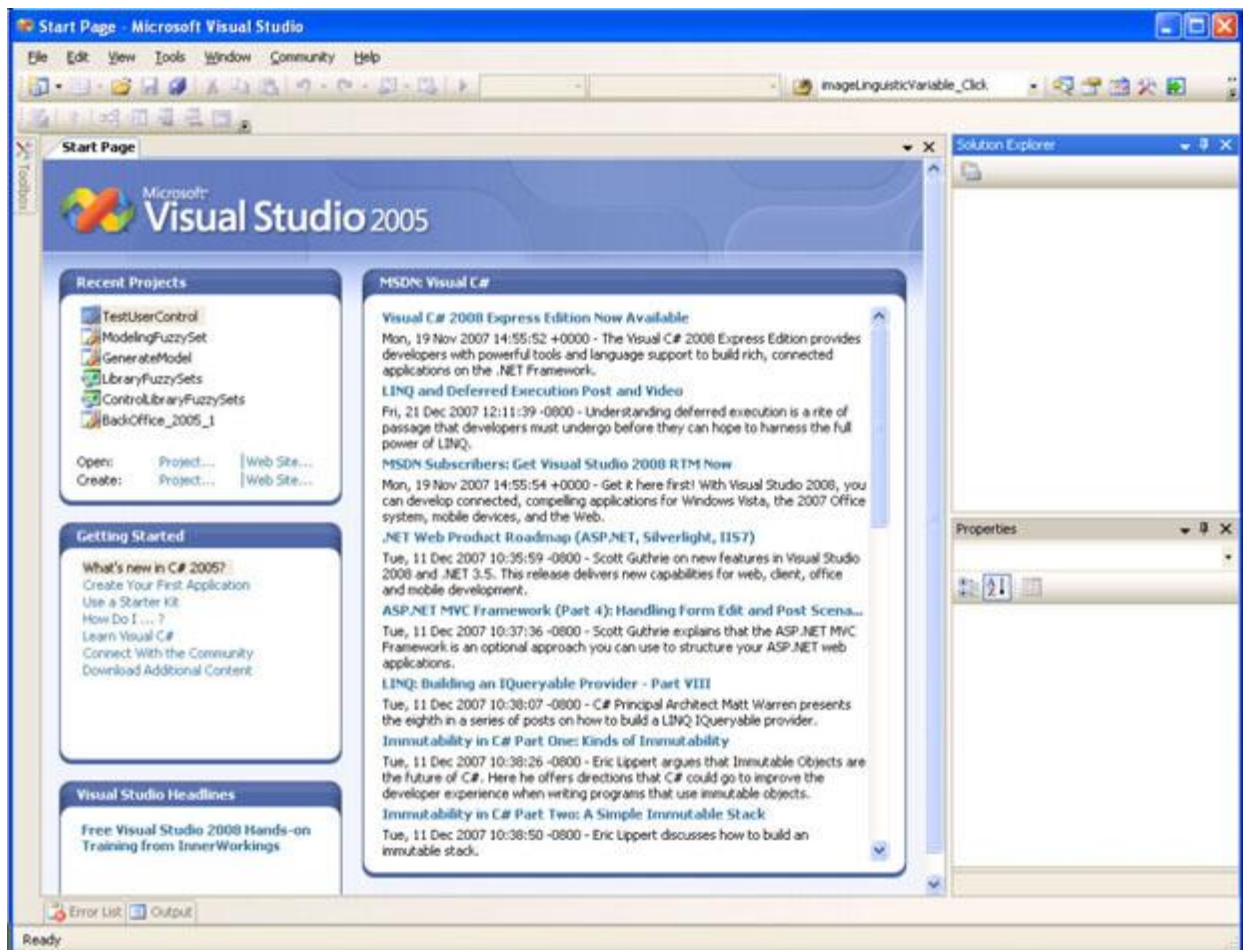 Start Page - Microsoft Visual Studio
File Edit View Tools Window Community Help
imageLinguisticVariable_Click
Toolbox
Start Page
Microsoft
Visual Studio 2005
Recent Projects
TestUserControl
ModelingFuzzySet
GenerateModel
LibraryFuzzySets
ControlLibraryFuzzySets
BackOffice_2005_1
Open: Project... Web Site...
Create: Project... Web Site...
Getting Started
What's new in C# 2005?
Create Your First Application
Use a Starter Kit
How Do I ... ?
Learn Visual C#
Connect With the Community
Download Additional Content
Visual Studio Headlines
Free Visual Studio 2008 Hands-on
Training from InnerWorkings
MSDN: Visual C#
Visual C# 2008 Express Edition Now Available
Mon, 19 Nov 2007 14:55:52 +0000 - The Visual C# 2008 Express Edition provides
developers with powerful tools and language support to build rich, connected
applications on the .NET Framework.
LINQ and Deferred Execution Post and Video
Fri, 21 Dec 2007 12:11:39 -0800 - Understanding deferred execution is a rite of
passage that developers must undergo before they can hope to harness the full
power of LINQ.
MSDN Subscribers: Get Visual Studio 2008 RTM Now
Mon, 19 Nov 2007 14:55:54 +0000 - Get it here first! With Visual Studio 2008, you
can develop connected, compelling applications for Windows Vista, the 2007 Office
system, mobile devices, and the Web.
.NET Web Product Roadmap (ASP.NET, Silverlight, IIS7)
Tue, 11 Dec 2007 10:35:59 -0800 - Scott Guthrie on new features in Visual Studio
2008 and .NET 3.5. This release delivers new capabilities for web, client, office
and mobile development.
ASP.NET MVC Framework (Part 4): Handling Form Edit and Post Scena...
Tue, 11 Dec 2007 10:37:36 -0800 - Scott Guthrie explains that the ASP.NET MVC
Framework is an optional approach you can use to structure your ASP.NET web
applications.
LINQ: Building an IQueryable Provider - Part VIII
Tue, 11 Dec 2007 10:38:07 -0800 - C# Principal Architect Matt Warren presents
the eighth in a series of posts on how to build a LINQ IQueryable provider.
Immutability in C# Part One: Kinds of Immutability
Tue, 11 Dec 2007 10:38:26 -0800 - Eric Lippert argues that Immutable Objects are
the future of C#. Here he offers directions that C# could go to improve the
developer experience when writing programs that use immutable objects.
Immutability in C# Part Two: A Simple Immutable Stack
Tue, 11 Dec 2007 10:38:50 -0800 - Eric Lippert discusses how to build an
immutable stack.
Solution Explorer
Properties
Error List Output
Ready